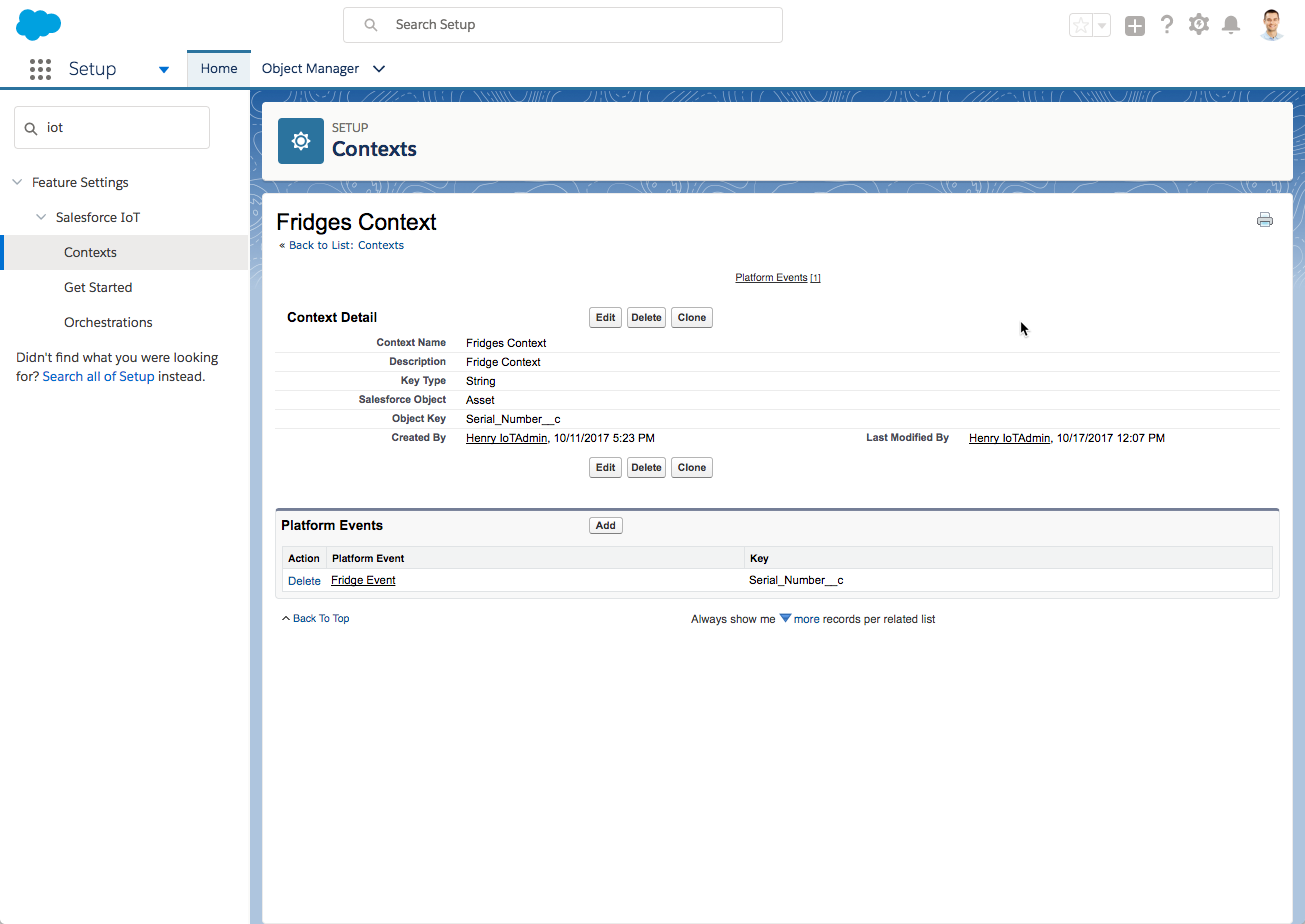 Search Setup
Setup
Home
Object Manager
iot
Feature Settings
Salesforce IoT
Contexts
Get Started
Orchestrations
Didn't find what you were looking
for? Search all of Setup instead.
SETUP
Contexts
Fridges Context
« Back to List: Contexts
Platform Events [1]
Context Detail
Edit Delete Clone
Context Name Fridges Context
Description Fridge Context
Key Type String
Salesforce Object Asset
Object Key Serial_Number__c
Created By Henry IoTAdmin, 10/11/2017 5:23 PM Last Modified By Henry IoTAdmin, 10/17/2017 12:07 PM
Edit Delete Clone
Platform Events Add
Action Platform Event Key
Delete Fridge Event Serial_Number__c
Back To Top Always show me more records per related list